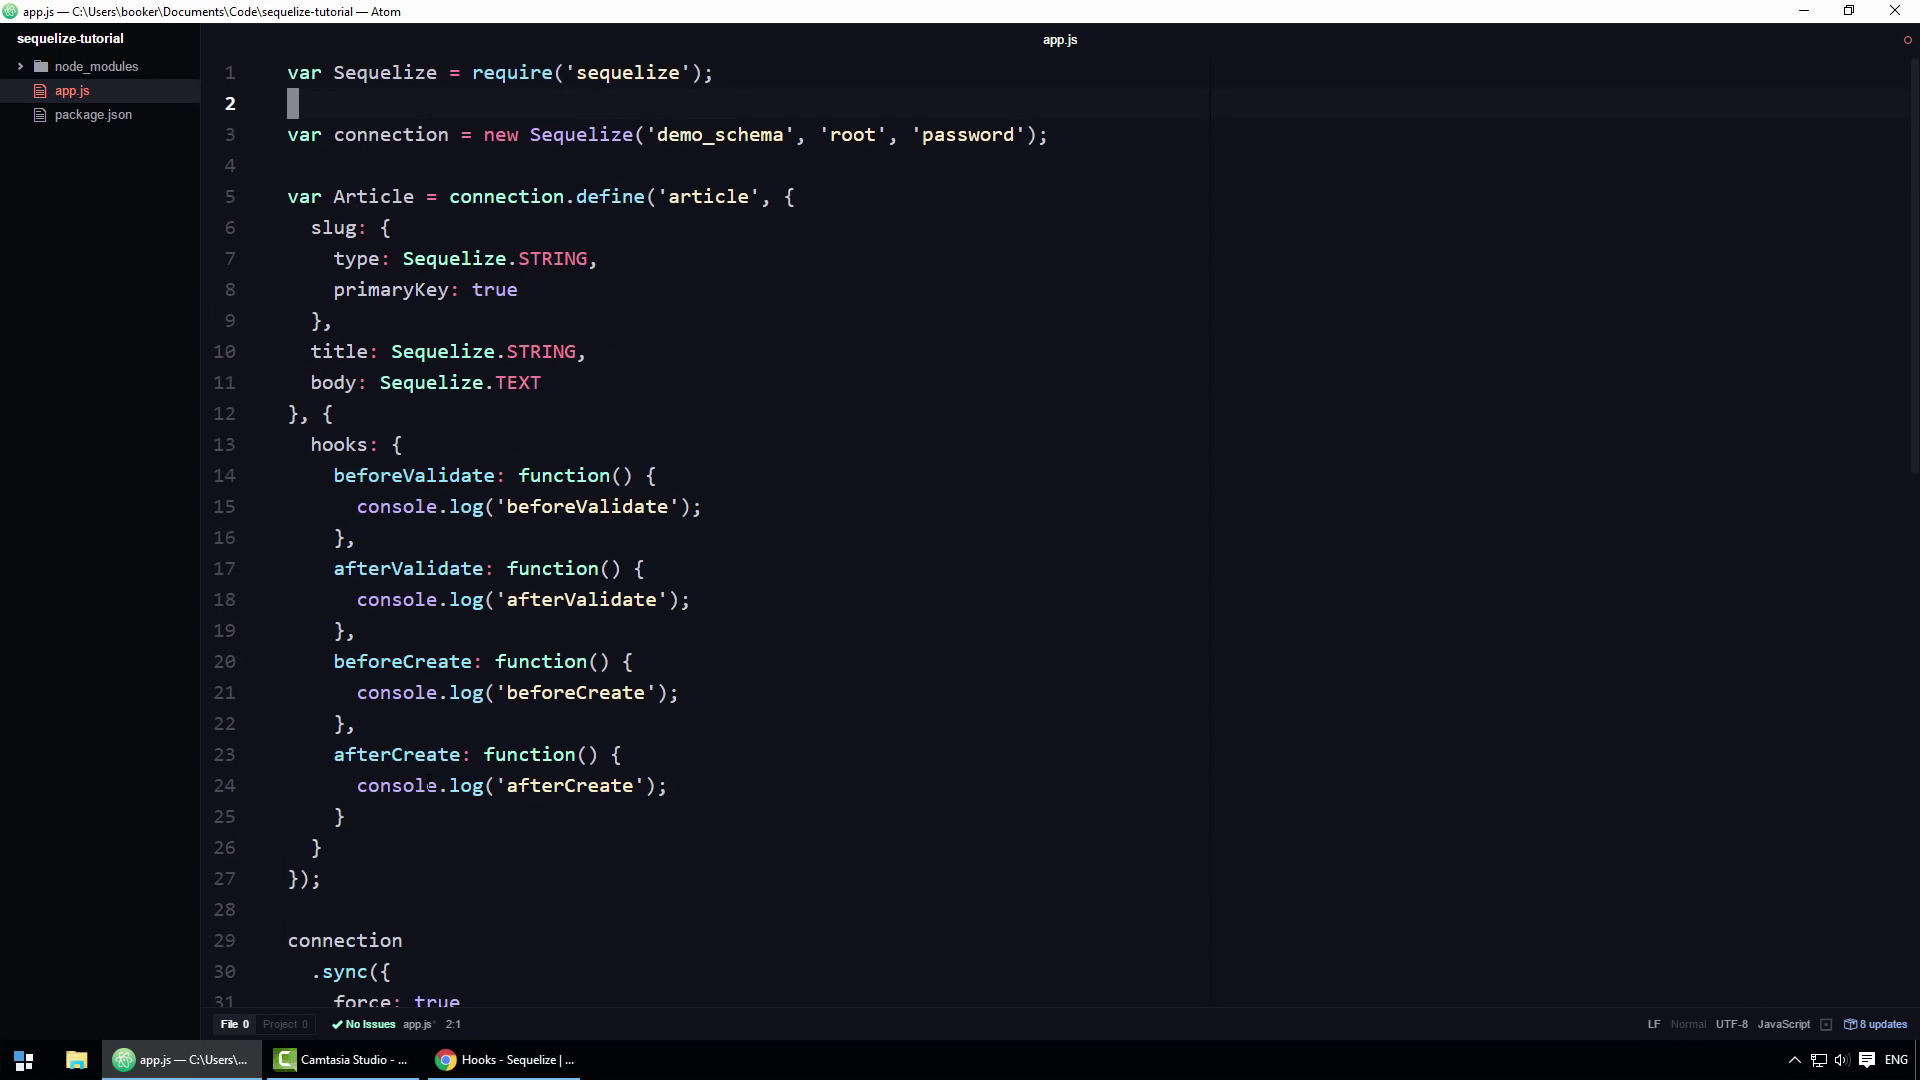 app.js — C:\Users\booker\Documents\Code\sequelize-tutorial — Atom
sequelize-tutorial
node_modules
app.js
package.json
app.js
1 var Sequelize = require('sequelize');
2
3 var connection = new Sequelize('demo_schema', 'root', 'password');
4
5 var Article = connection.define('article', {
6 slug: {
7 type: Sequelize.STRING,
8 primaryKey: true
9 },
10 title: Sequelize.STRING,
11 body: Sequelize.TEXT
12 }, {
13 hooks: {
14 beforeValidate: function() {
15 console.log('beforeValidate');
16 },
17 afterValidate: function() {
18 console.log('afterValidate');
19 },
20 beforeCreate: function() {
21 console.log('beforeCreate');
22 },
23 afterCreate: function() {
24 console.log('afterCreate');
25 }
26 }
27 });
28
29 connection
30 .sync({
31 force: true
File 0 Project 0 No Issues app.js* 2:1 LF Normal UTF-8 JavaScript 8 updates
app.js — C:\Users\... Camtasia Studio - ... Hooks - Sequelize | ... ENG